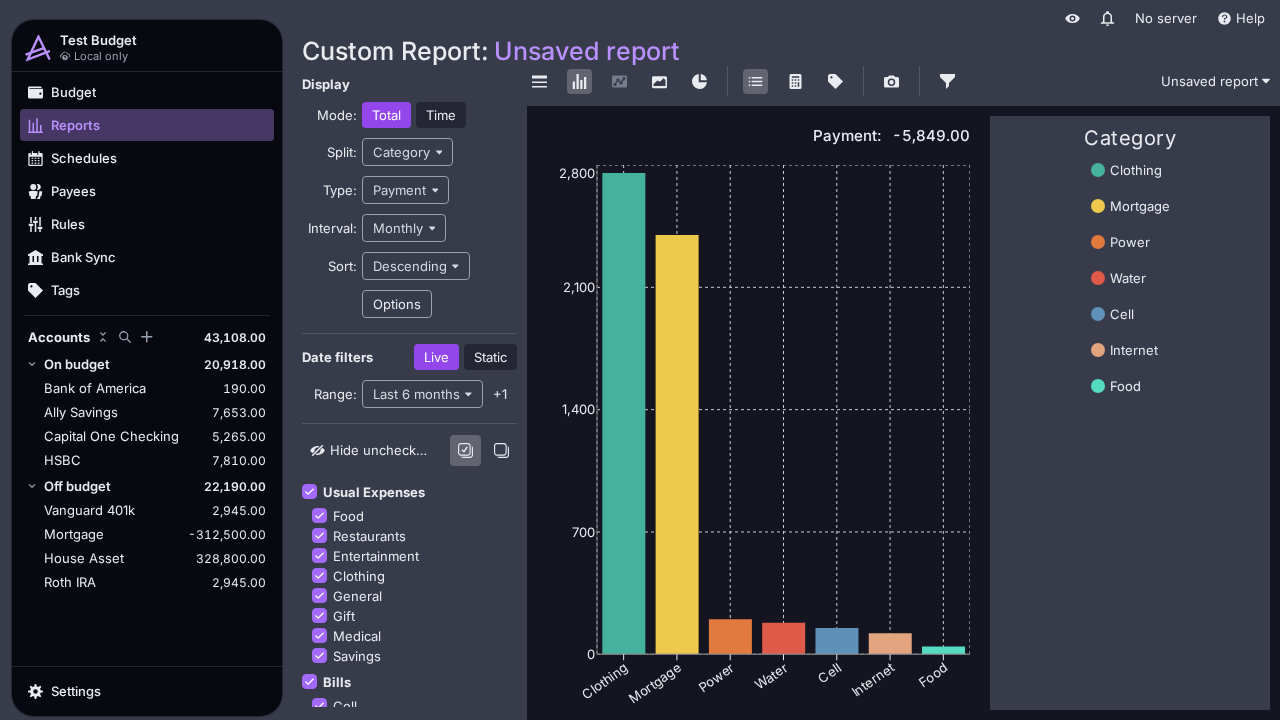 Test Budget
Local only
Budget
Reports
Schedules
Payees
Rules
Bank Sync
Tags
Accounts 43,108.00
On budget 20,918.00
Bank of America 190.00
Ally Savings 7,653.00
Capital One Checking 5,265.00
HSBC 7,810.00
Off budget 22,190.00
Vanguard 401k 2,945.00
Mortgage -312,500.00
House Asset 328,800.00
Roth IRA 2,945.00
Settings
No server Help
Custom Report: Unsaved report
Display
Mode: Total Time
Split: Category
Type: Payment
Interval: Monthly
Sort: Descending
Options
Date filters Live Static
Range: Last 6 months +1
Hide uncheck...
Usual Expenses
Food
Restaurants
Entertainment
Clothing
General
Gift
Medical
Savings
Bills
Cell
Unsaved report
Payment: -5,849.00
2,800
2,100
1,400
700
0
Clothing
Mortgage
Power
Water
Cell
Internet
Food
Category
Clothing
Mortgage
Power
Water
Cell
Internet
Food